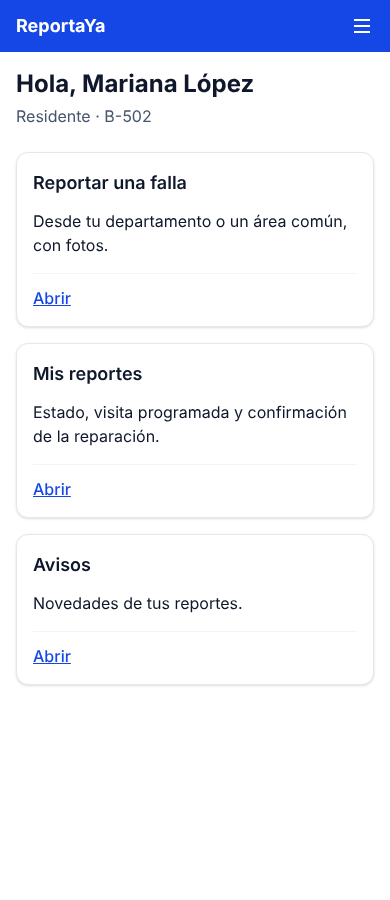 ReportaYa
Hola, Mariana López
Residente · B-502
Reportar una falla
Desde tu departamento o un área común,
con fotos.
Abrir
Mis reportes
Estado, visita programada y confirmación
de la reparación.
Abrir
Avisos
Novedades de tus reportes.
Abrir